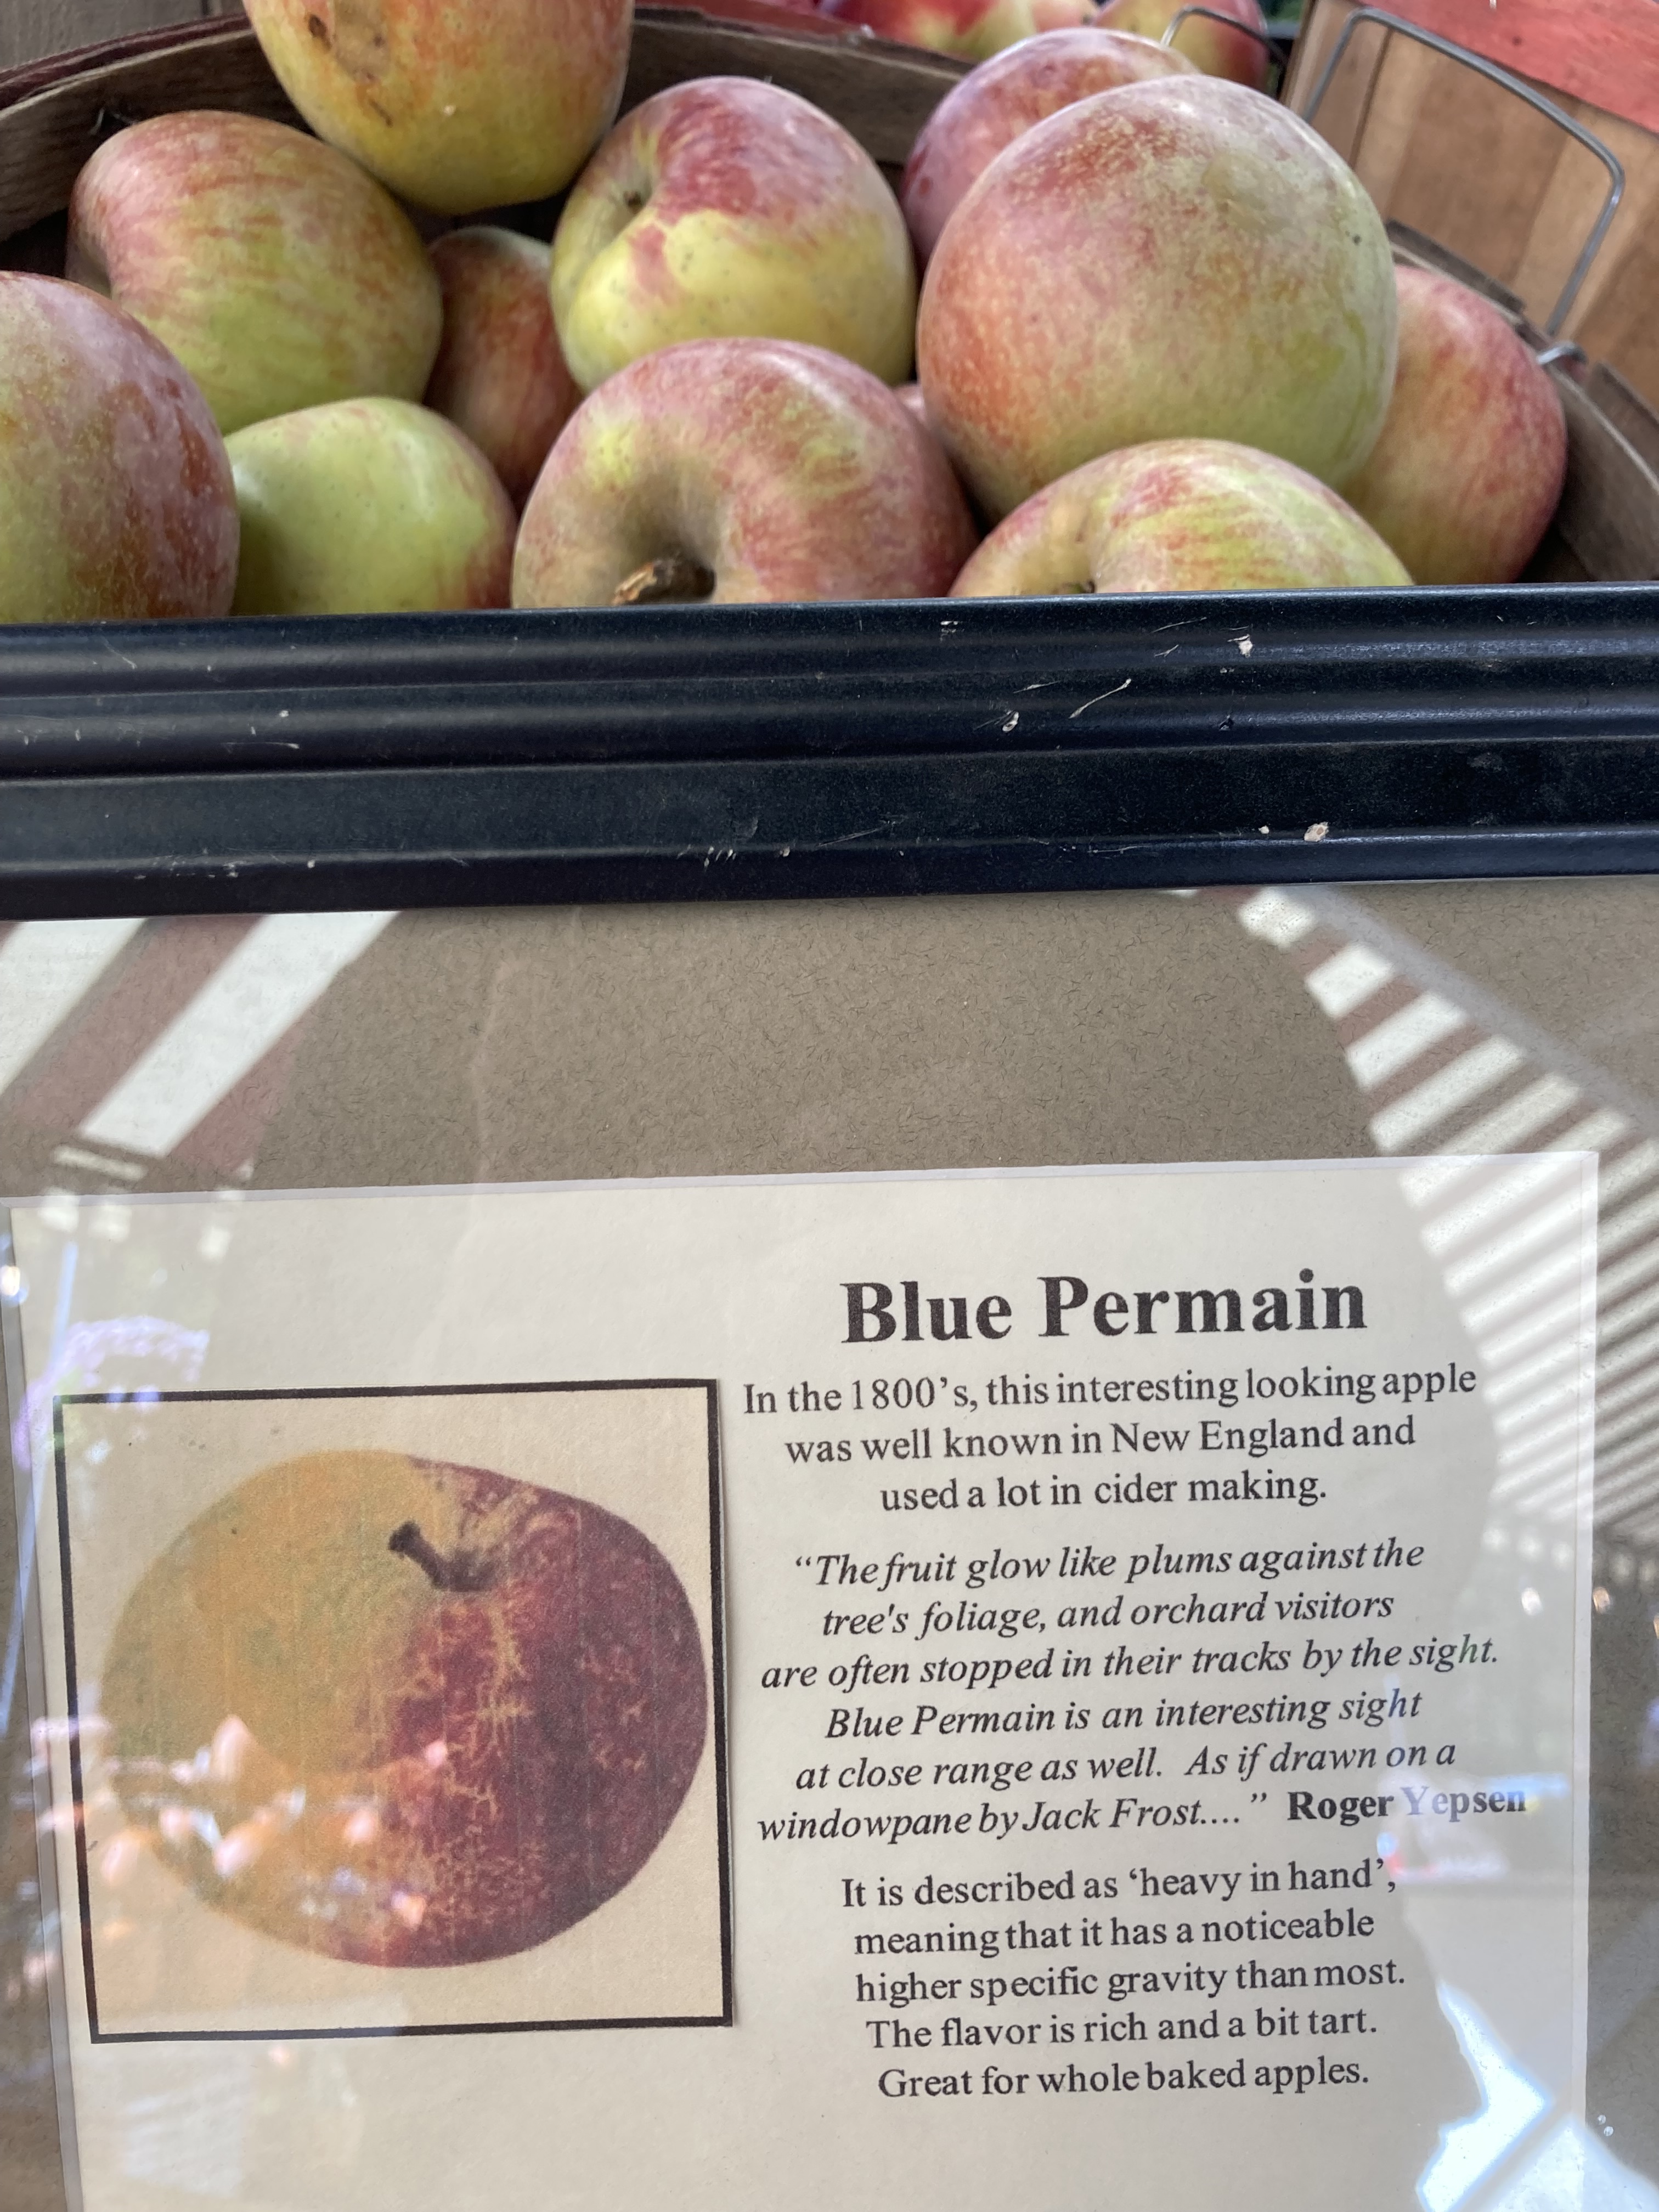 Blue Permain
In the 1800's, this interesting looking apple
was well known in New England and
used a lot in cider making.
“The fruit glow like plums against the
tree's foliage, and orchard visitors
are often stopped in their tracks by the sight.
Blue Permain is an interesting sight
at close range as well. As if drawn on a
windowpane by Jack Frost....” Roger Yepsen
It is described as ‘heavy in hand’,
meaning that it has a noticeable
higher specific gravity than most.
The flavor is rich and a bit tart.
Great for whole baked apples.